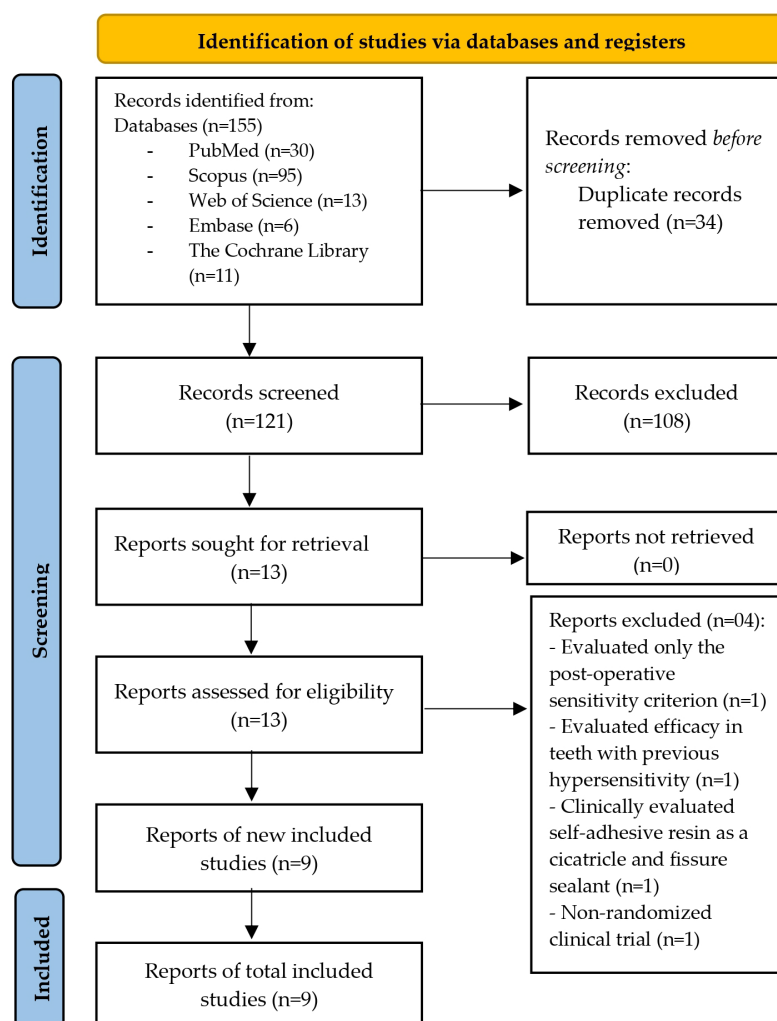 Identification of studies via databases and registers
Identification
Records identified from:
Databases (n=155)
- PubMed (n=30)
- Scopus (n=95)
- Web of Science (n=13)
- Embase (n=6)
- The Cochrane Library
(n=11)
Records removed before
screening:
Duplicate records
removed (n=34)
Screening
Records screened
(n=121)
Records excluded
(n=108)
Reports sought for retrieval
(n=13)
Reports not retrieved
(n=0)
Reports assessed for eligibility
(n=13)
Reports excluded (n=04):
- Evaluated only the
post-operative
sensitivity criterion (n=1)
- Evaluated efficacy in
teeth with previous
hypersensitivity (n=1)
- Clinically evaluated
self-adhesive resin as a
cicatricle and fissure
sealant (n=1)
- Non-randomized
clinical trial (n=1)
Reports of new included
studies (n=9)
Included
Reports of total included
studies (n=9)